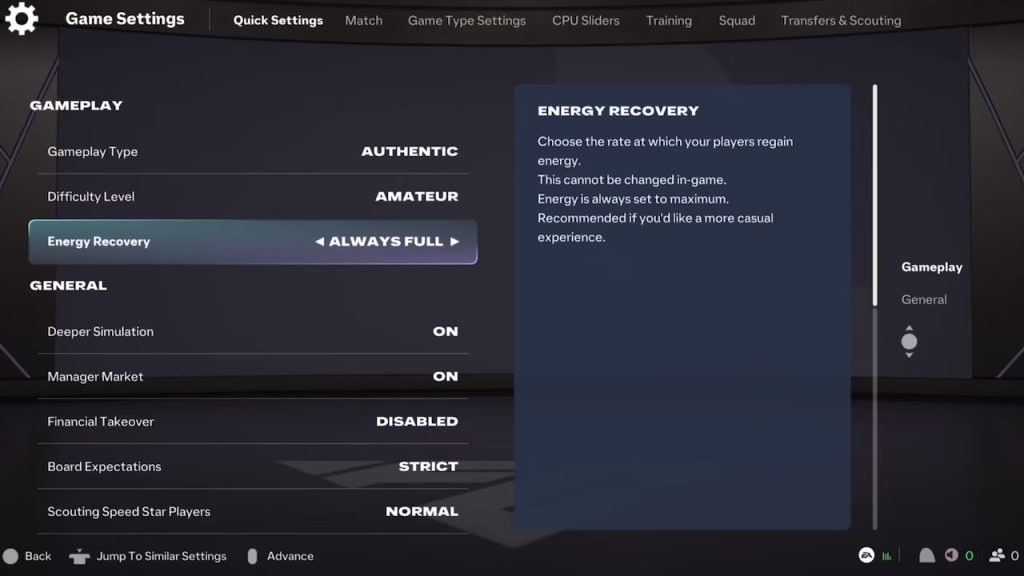 Game Settings
Quick Settings Match Game Type Settings CPU Sliders Training Squad Transfers & Scouting
GAMEPLAY
Gameplay Type AUTHENTIC
Difficulty Level AMATEUR
Energy Recovery ALWAYS FULL
GENERAL
Deeper Simulation ON
Manager Market ON
Financial Takeover DISABLED
Board Expectations STRICT
Scouting Speed Star Players NORMAL
ENERGY RECOVERY
Choose the rate at which your players regain
energy.
This cannot be changed in-game.
Energy is always set to maximum.
Recommended if you'd like a more casual
experience.
Gameplay
General
Back Jump To Similar Settings Advance
EA 0 0